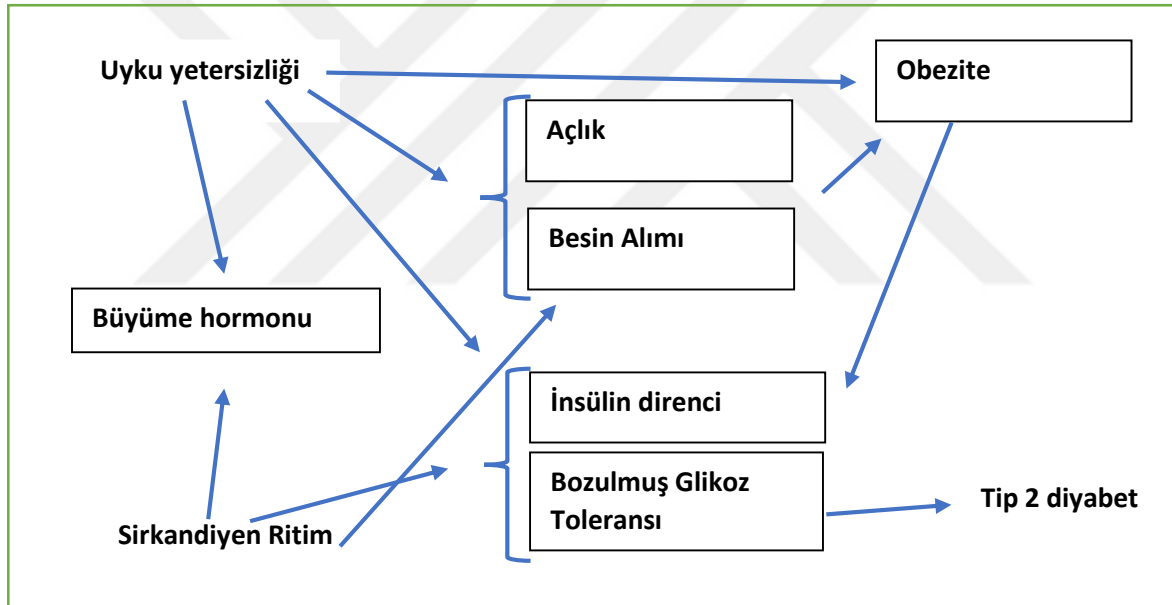 Uyku yetersizliği
Obezite
Açlık
Besin Alımı
Büyüme hormonu
İnsülin direnci
Bozulmuş Glikoz
Toleransı
Tip 2 diyabet
Sirkandiyen Ritim